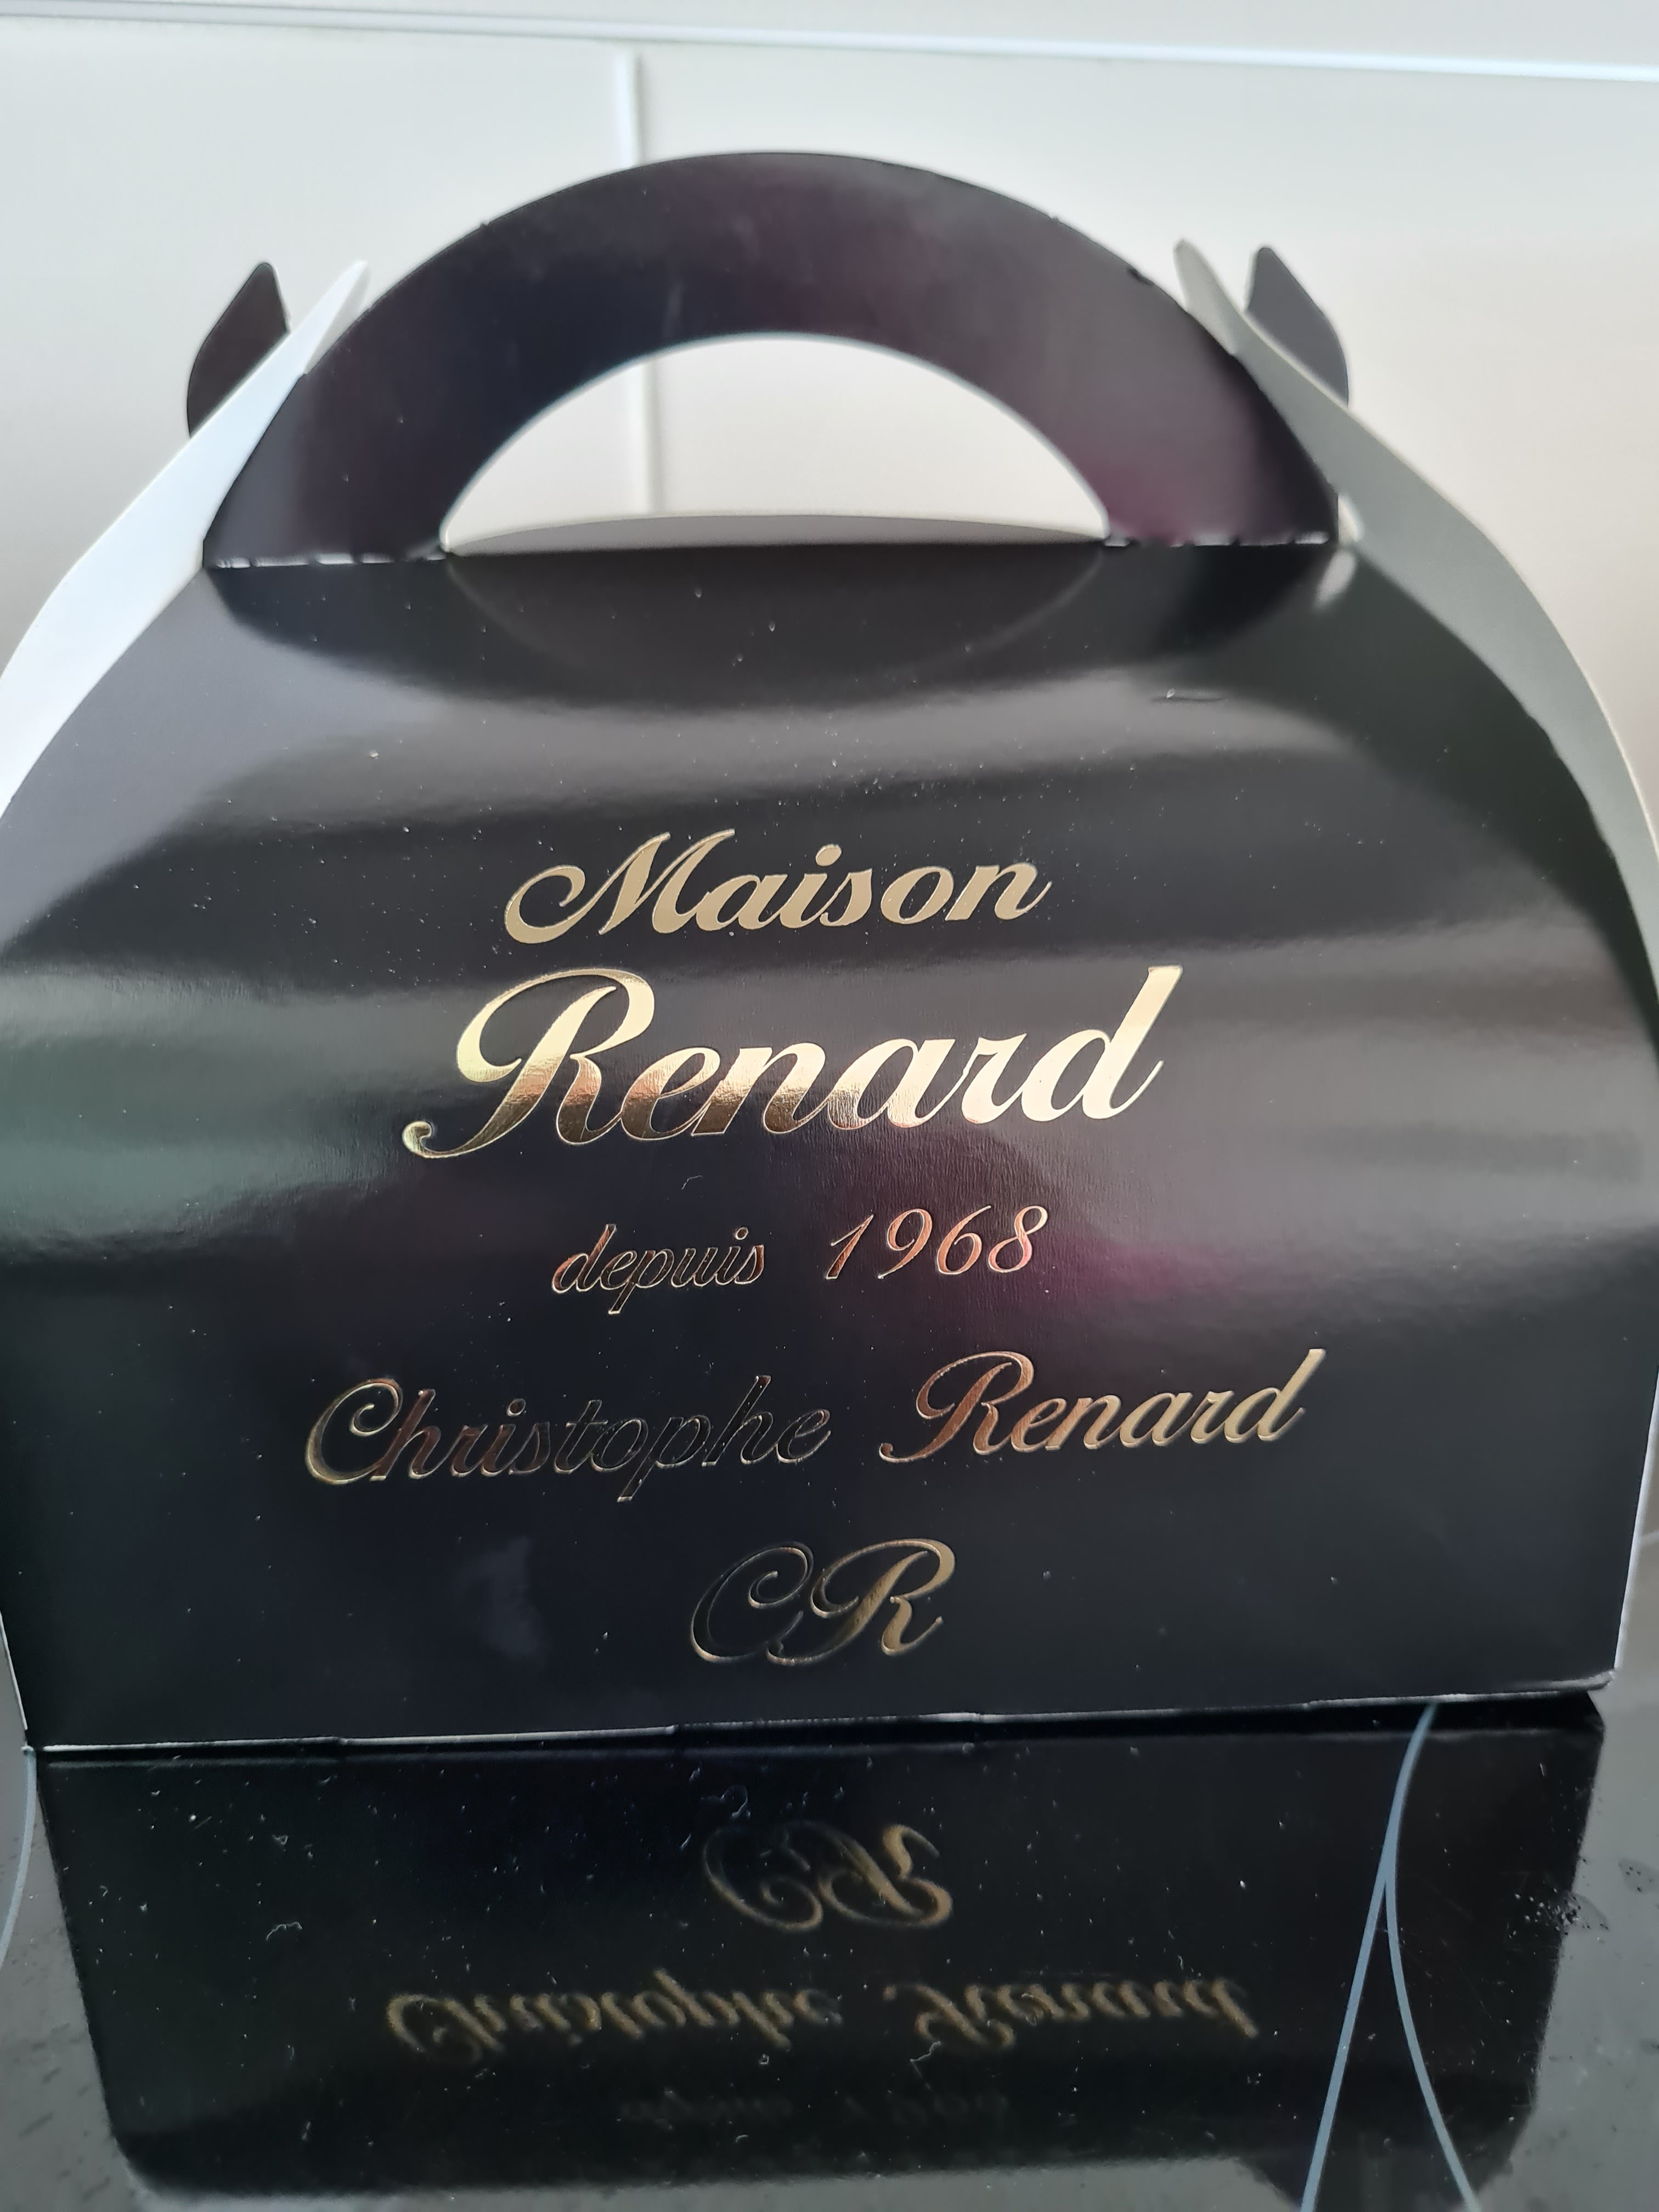 Maison
Renard
depuis 1968
Christophe Renard
CR